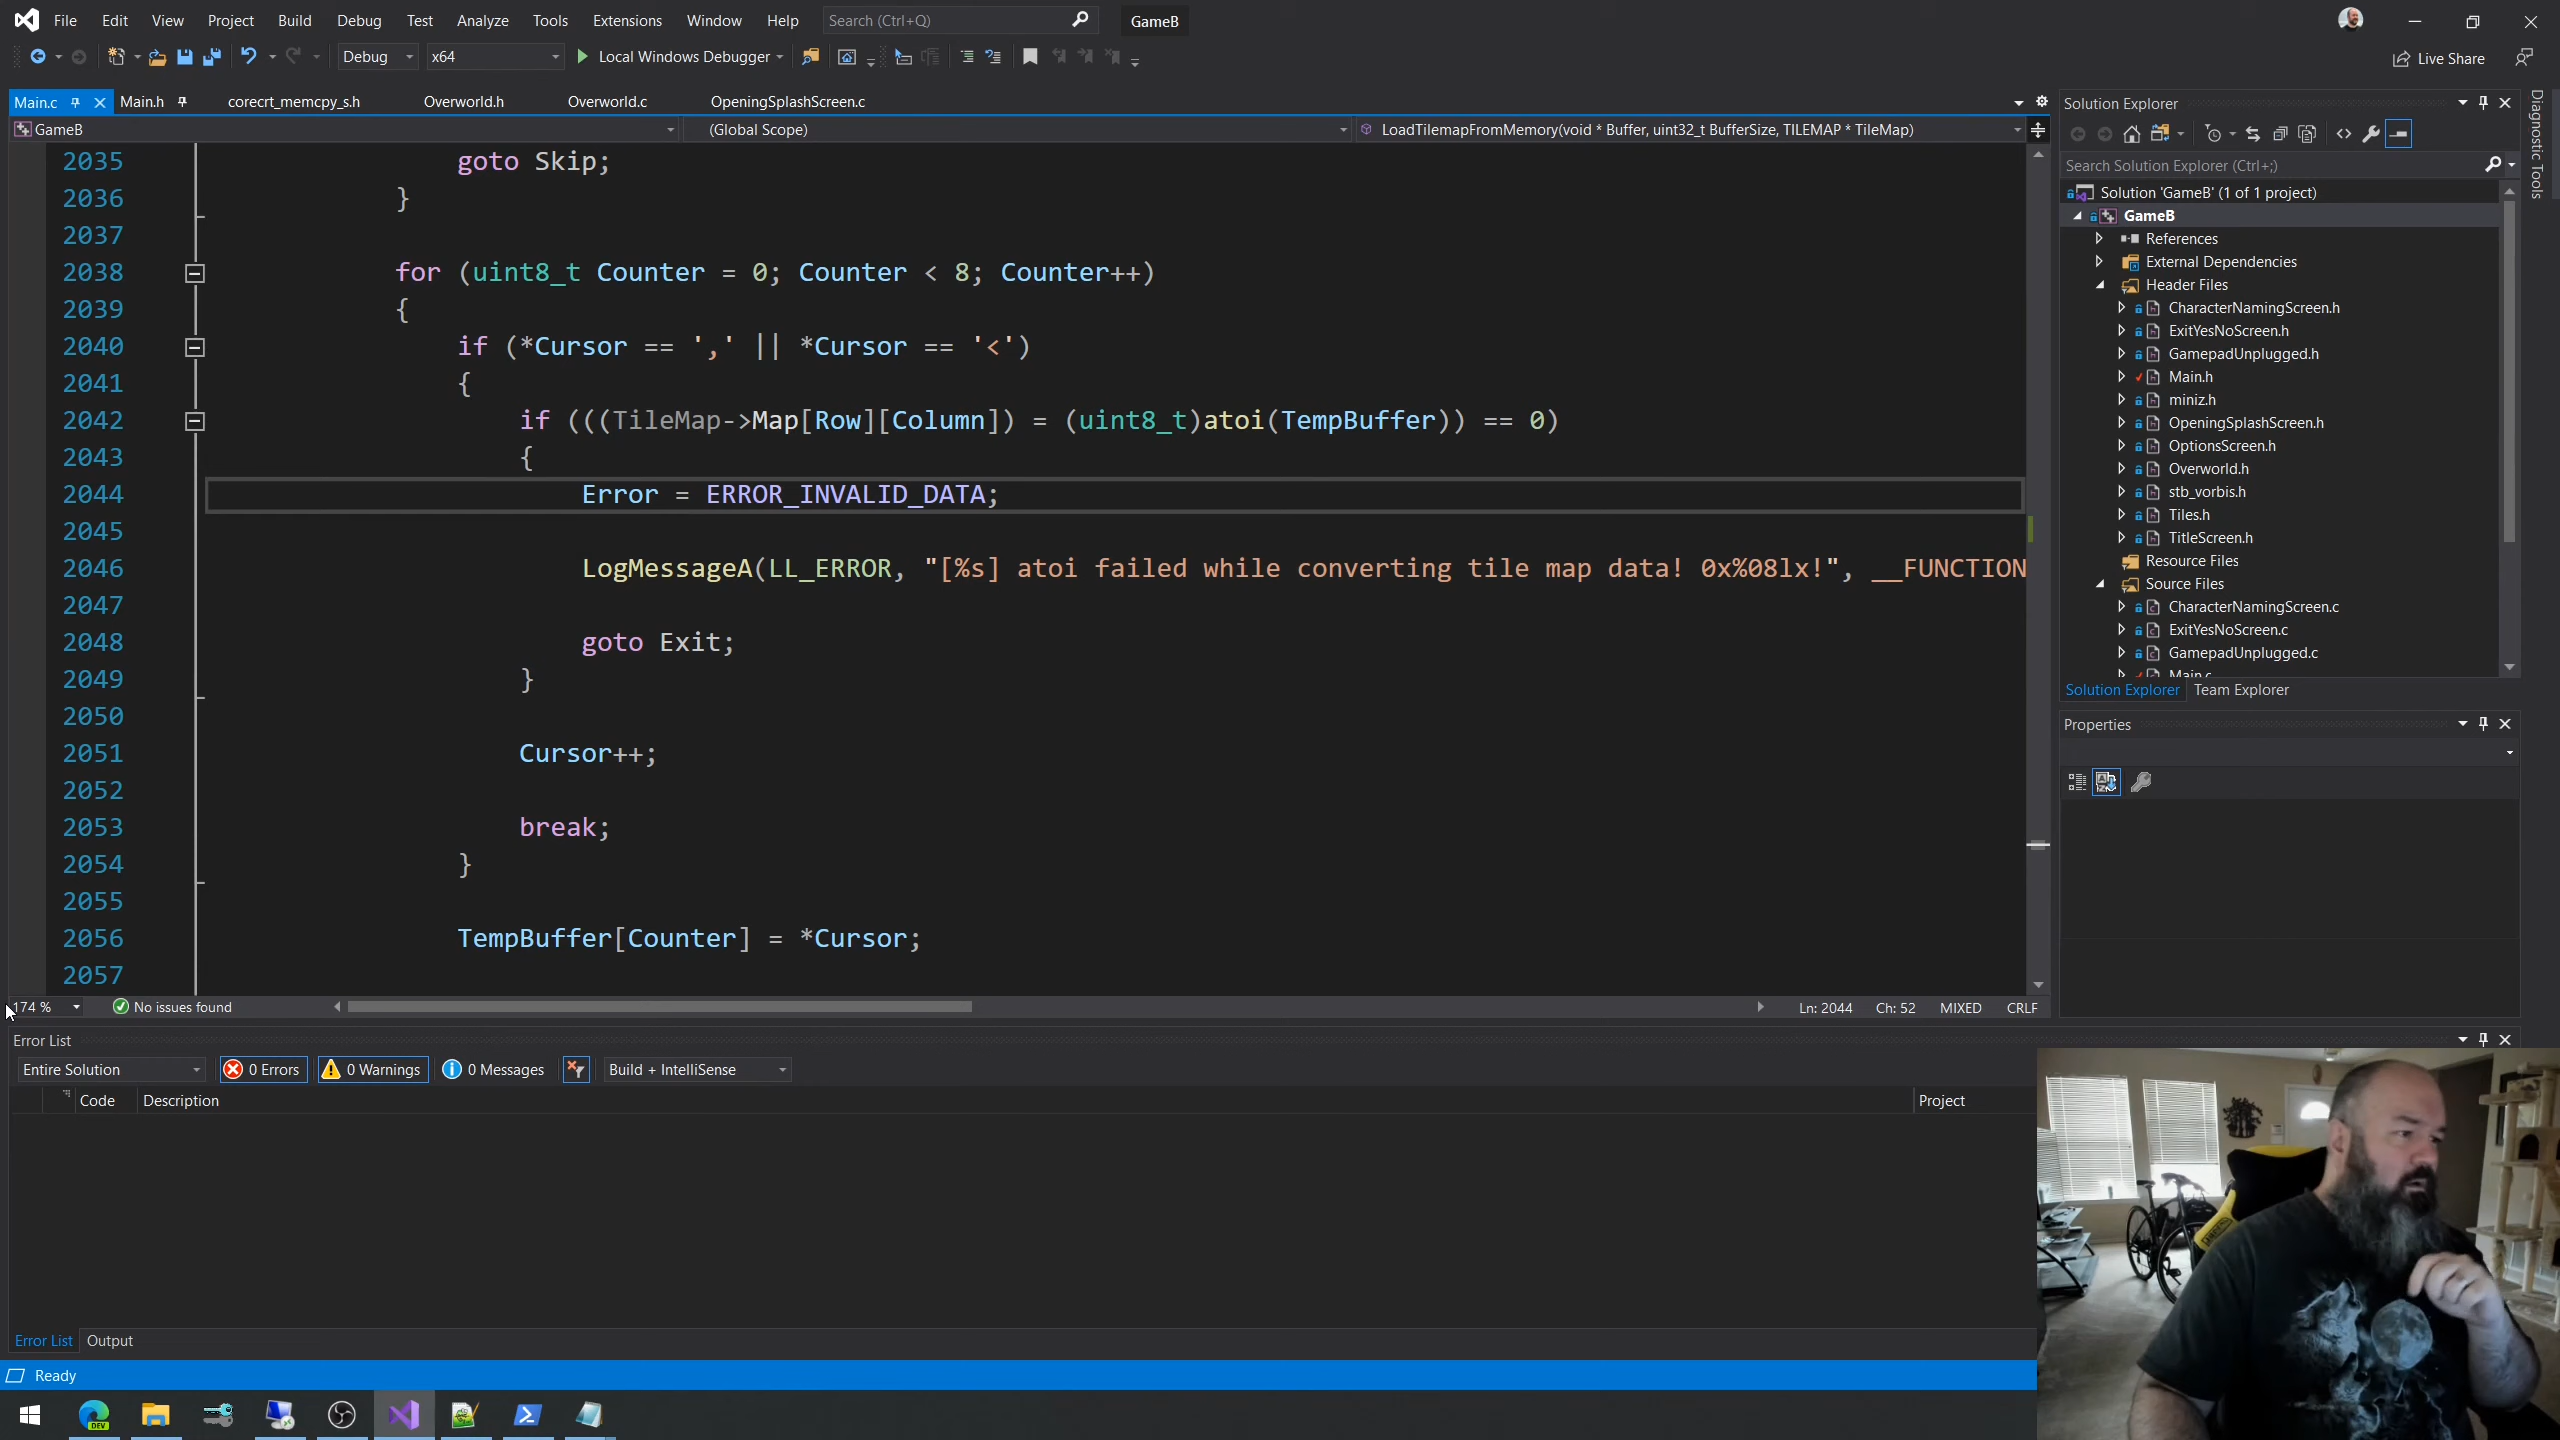 File Edit View Project Build Debug Test Analyze Tools Extensions Window Help Search (Ctrl+Q) GameB
Debug x64 Local Windows Debugger Live Share
Main.c Main.h corecrt_memcpy_s.h Overworld.h Overworld.c OpeningSplashScreen.c
GameB (Global Scope) LoadTilemapFromMemory(void * Buffer, uint32_t BufferSize, TILEMAP * TileMap)
2035 goto Skip;
2036 }
2037
2038 for (uint8_t Counter = 0; Counter < 8; Counter++)
2039 {
2040 if (*Cursor == ',' || *Cursor == '<')
2041 {
2042 if (((TileMap->Map[Row][Column]) = (uint8_t)atoi(TempBuffer)) == 0)
2043 {
2044 Error = ERROR_INVALID_DATA;
2045
2046 LogMessageA(LL_ERROR, "[%s] atoi failed while converting tile map data! 0x%08lx!", __FUNCTION
2047
2048 goto Exit;
2049 }
2050
2051 Cursor++;
2052
2053 break;
2054 }
2055
2056 TempBuffer[Counter] = *Cursor;
2057
174 % No issues found Ln: 2044 Ch: 52 MIXED CRLF
Error List
Entire Solution 0 Errors 0 Warnings 0 Messages Build + IntelliSense
Code Description Project
Error List Output
Ready
DEV
Solution Explorer
Search Solution Explorer (Ctrl+;)
Solution 'GameB' (1 of 1 project)
GameB
References
External Dependencies
Header Files
CharacterNamingScreen.h
ExitYesNoScreen.h
GamepadUnplugged.h
Main.h
miniz.h
OpeningSplashScreen.h
OptionsScreen.h
Overworld.h
stb_vorbis.h
Tiles.h
TitleScreen.h
Resource Files
Source Files
CharacterNamingScreen.c
ExitYesNoScreen.c
GamepadUnplugged.c
Main.c
Solution Explorer Team Explorer
Properties
Diagnostic Tools